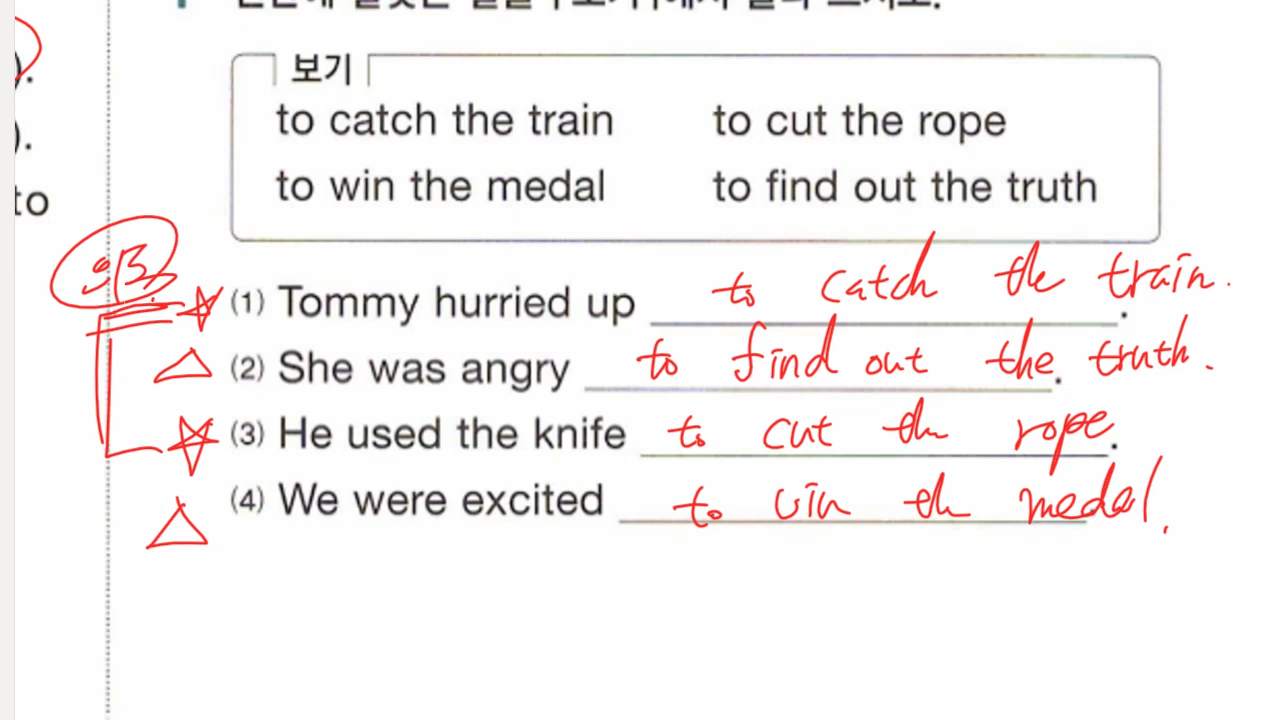 ).
보기
to catch the train to cut the rope
).
to win the medal to find out the truth
to
(1) Tommy hurried up to catch the train.
(2) She was angry to find out the truth.
(3) He used the knife to cut the rope.
(4) We were excited to win the medal.